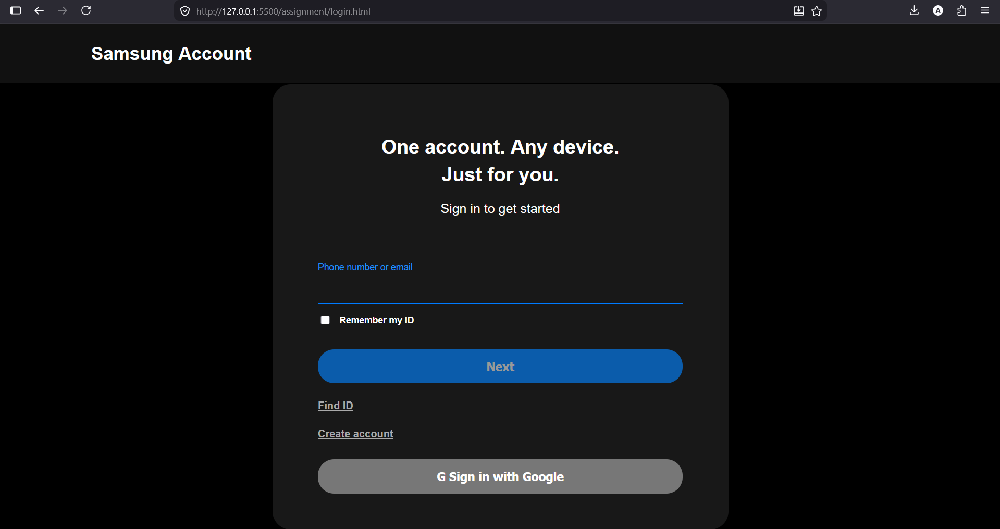 http://127.0.0.1:5500/assignment/login.html
A
Samsung Account
One account. Any device.
Just for you.
Sign in to get started
Phone number or email
Remember my ID
Next
Find ID
Create account
G Sign in with Google